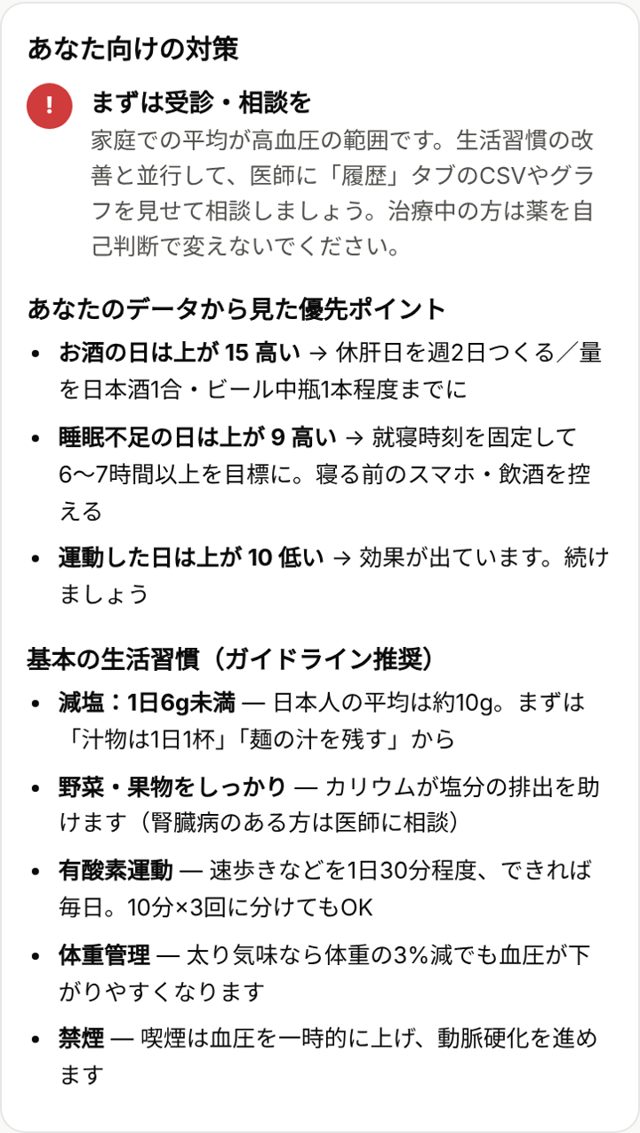 あなた向けの対策
!
まずは受診・相談を
家庭での平均が高血圧の範囲です。生活習慣の改
善と並行して、医師に「履歴」タブのCSVやグラ
フを見せて相談しましょう。治療中の方は薬を自
己判断で変えないでください。
あなたのデータから見た優先ポイント
• お酒の日は上が 15 高い → 休肝日を週2日つくる／量
を日本酒1合・ビール中瓶1本程度までに
• 睡眠不足の日は上が 9 高い → 就寝時刻を固定して
6〜7時間以上を目標に。寝る前のスマホ・飲酒を控
える
• 運動した日は上が 10 低い → 効果が出ています。続け
ましょう
基本の生活習慣（ガイドライン推奨）
• 減塩：1日6g未満 — 日本人の平均は約10g。まずは
「汁物は1日1杯」「麺の汁を残す」から
• 野菜・果物をしっかり — カリウムが塩分の排出を助
けます（腎臓病のある方は医師に相談）
• 有酸素運動 — 速歩きなどを1日30分程度、できれば
毎日。10分×3回に分けてもOK
• 体重管理 — 太り気味なら体重の3%減でも血圧が下
がりやすくなります
• 禁煙 — 喫煙は血圧を一時的に上げ、動脈硬化を進め
ます